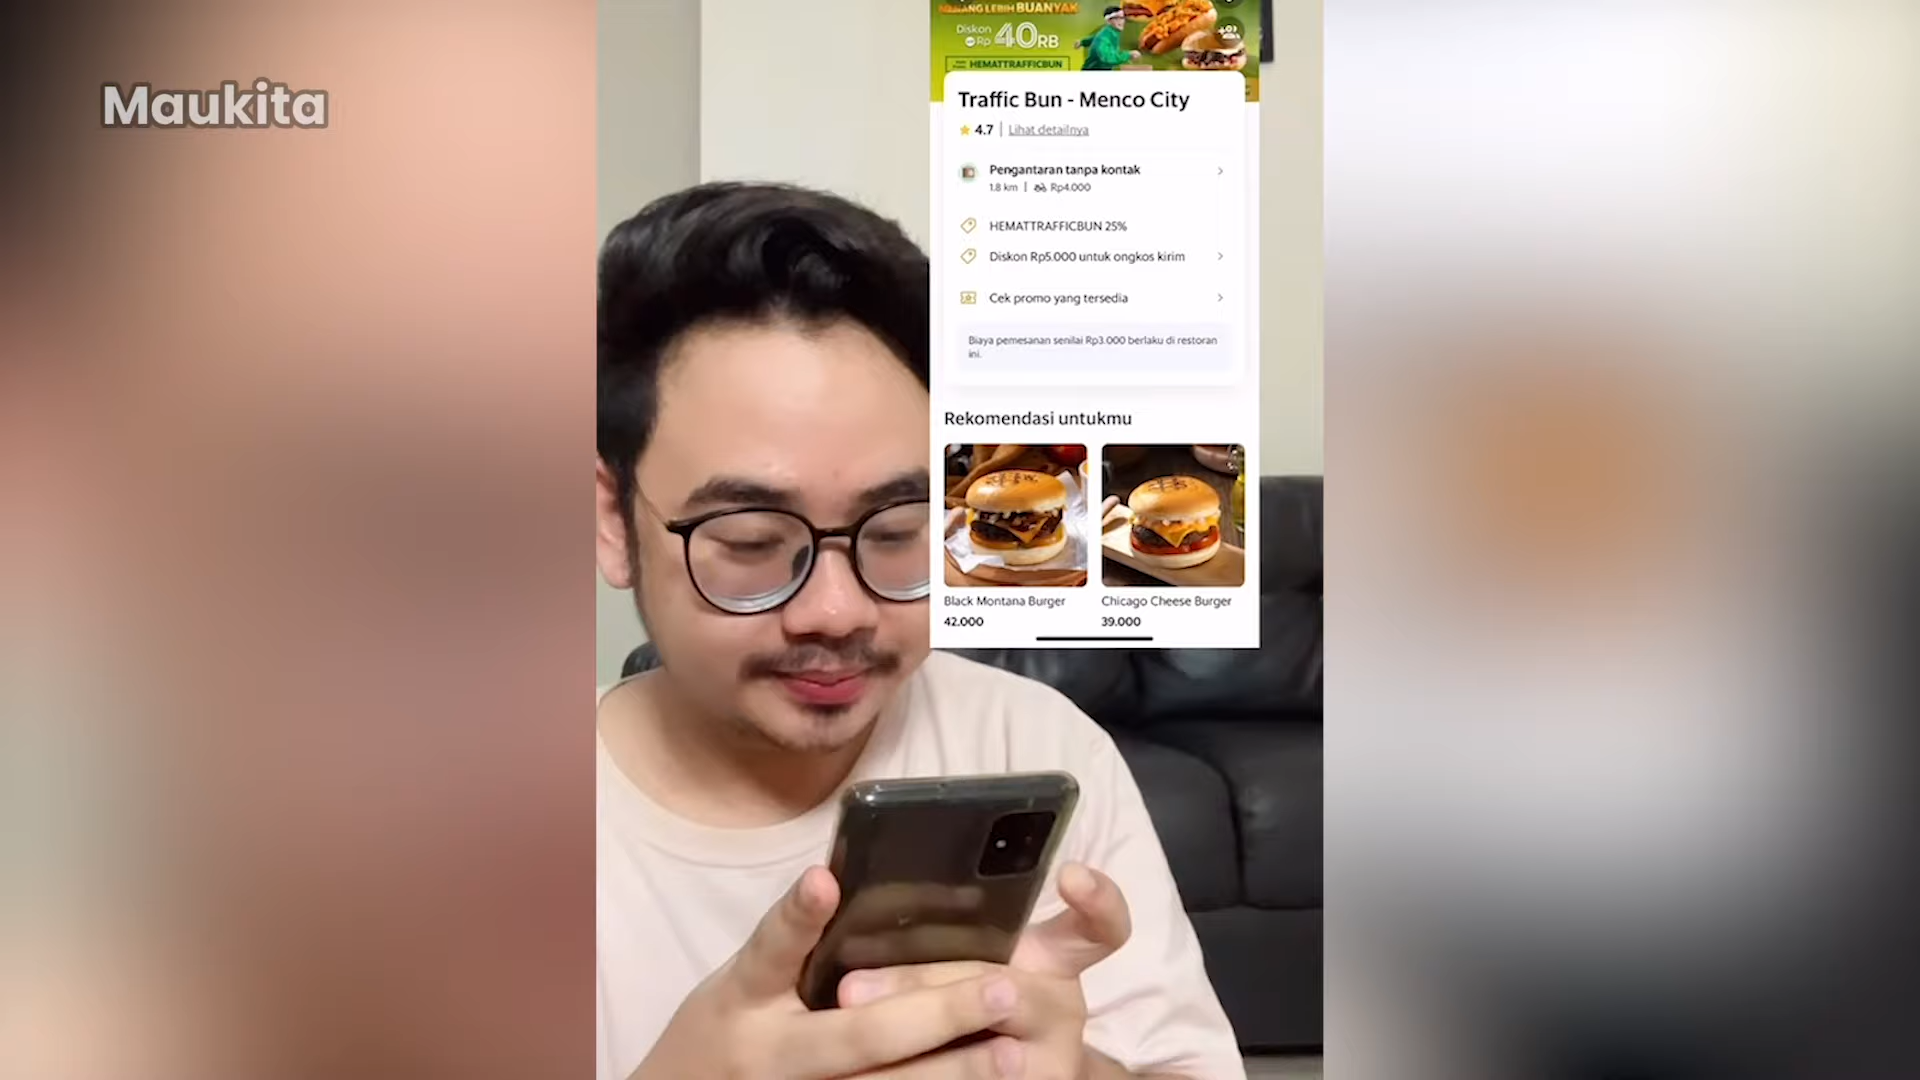 Maukita
LEBIH BUANYAK
Diskon
Rp 40RB
HEMATTRAFFICBUN
Traffic Bun - Menco City
4.7 | Lihat detailnya
Pengantaran tanpa kontak
1.8 km | Rp4.000
HEMATTRAFFICBUN 25%
Diskon Rp5.000 untuk ongkos kirim
Cek promo yang tersedia
Biaya pemesanan senilai Rp3.000 berlaku di restoran
ini.
Rekomendasi untukmu
Black Montana Burger
42.000
Chicago Cheese Burger
39.000